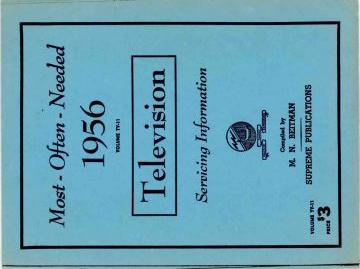 Most - Often - Needed
1956
VOLUME TV-11
Television
Servicing Information
Compiled by
M. N. BEITMAN
SUPREME PUBLICATIONS
VOLUME TV-11
PRICE $3